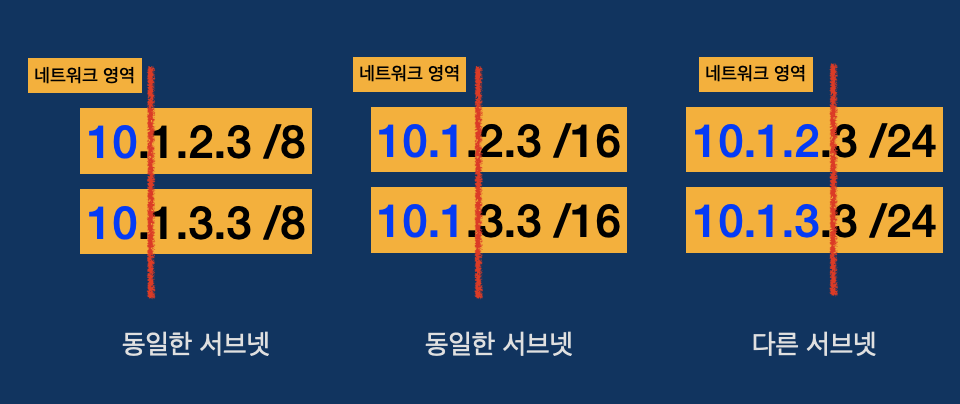 네트워크 영역
10.1.2.3 /8
10.1.3.3 /8
동일한 서브넷
네트워크 영역
10.1.2.3 /16
10.1.3.3 /16
동일한 서브넷
네트워크 영역
10.1.2.3 /24
10.1.3.3 /24
다른 서브넷